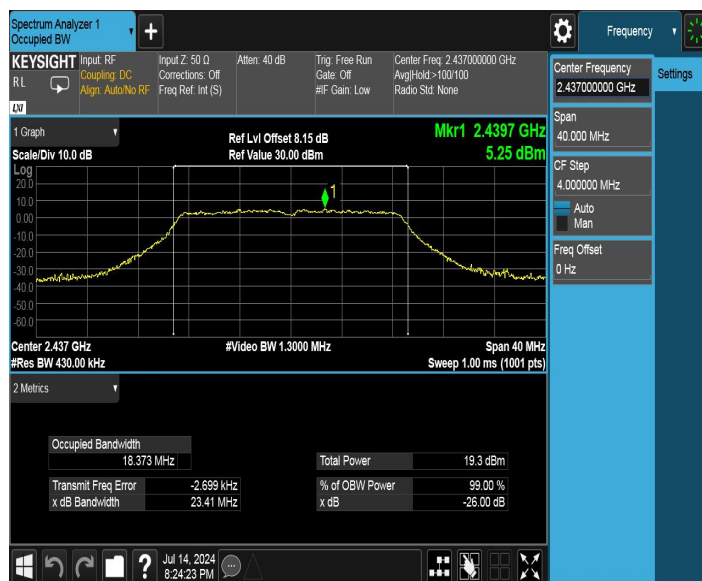 Spectrum Analyzer 1
Occupied BW
+
Frequency
KEYSIGHT
RL
LXI
Input: RF
Coupling: DC
Align: Auto/No RF
Input Z: 50 Ω
Corrections: Off
Freq Ref: Int (S)
Atten: 40 dB
Trig: Free Run
Gate: Off
#IF Gain: Low
Center Freq: 2.437000000 GHz
Avg|Hold:>100/100
Radio Std: None
Center Frequency
2.437000000 GHz
Settings
Span
40.000 MHz
CF Step
4.000000 MHz
Auto
Man
Freq Offset
0 Hz
1 Graph
Scale/Div 10.0 dB
Ref Lvl Offset 8.15 dB
Ref Value 30.00 dBm
Mkr1 2.4397 GHz
5.25 dBm
Log
20.0
10.0
0.00
-10.0
-20.0
-30.0
-40.0
-50.0
-60.0
1
Center 2.437 GHz
#Video BW 1.3000 MHz
Span 40 MHz
#Res BW 430.00 kHz
Sweep 1.00 ms (1001 pts)
2 Metrics
Occupied Bandwidth
18.373 MHz
Total Power 19.3 dBm
Transmit Freq Error -2.699 kHz
% of OBW Power 99.00 %
x dB Bandwidth 23.41 MHz
x dB -26.00 dB
?
Jul 14, 2024
8:24:23 PM